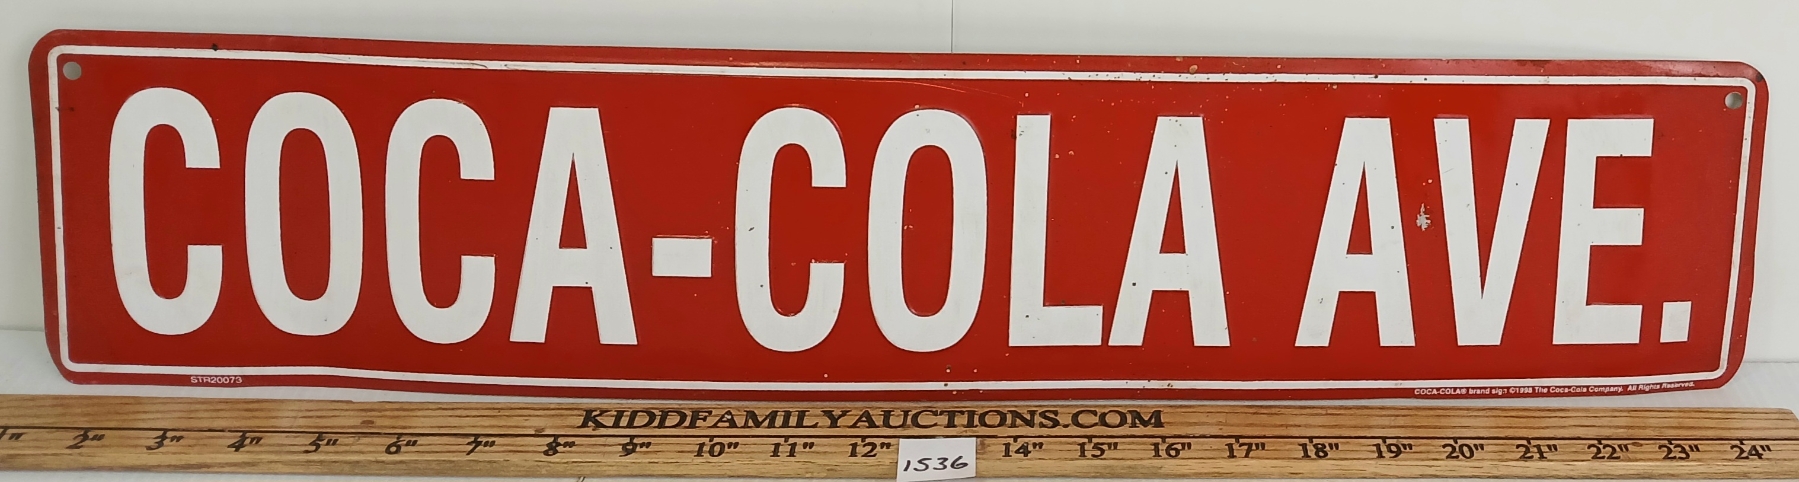 COCA-COLA AVE.
STR20073
COCA-COLA® brand sign ©1998 The Coca-Cola Company. All Rights Reserved.
KIDDFAMILYAUCTIONS.COM
1" 2" 3" 4" 5" 6" 7" 8" 9" 10" 11" 12" 14" 15" 16" 17" 18" 19" 20" 21" 22" 23" 24"
1536